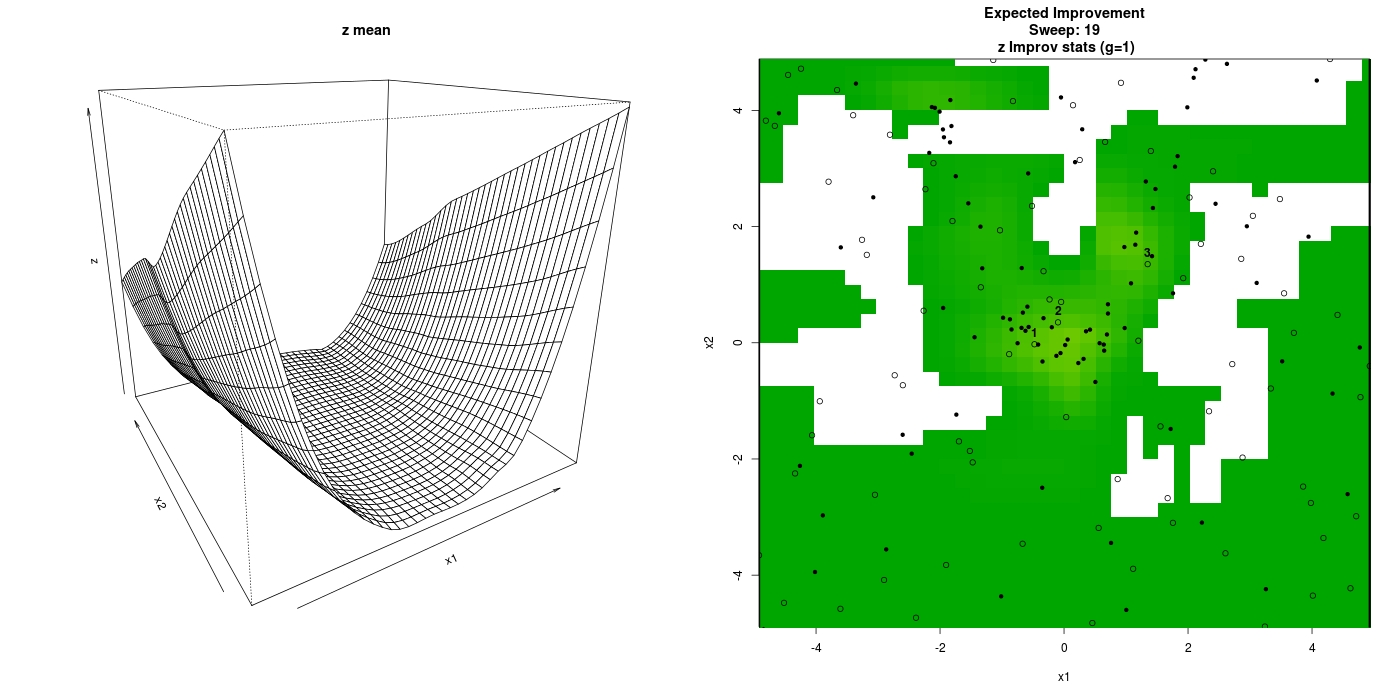 z mean
z
x2
x1
Expected Improvement
Sweep: 19
z Improv stats (g=1)
x2
4
2
0
-2
-4
3
2
1
-4
-2
0
2
4
x1